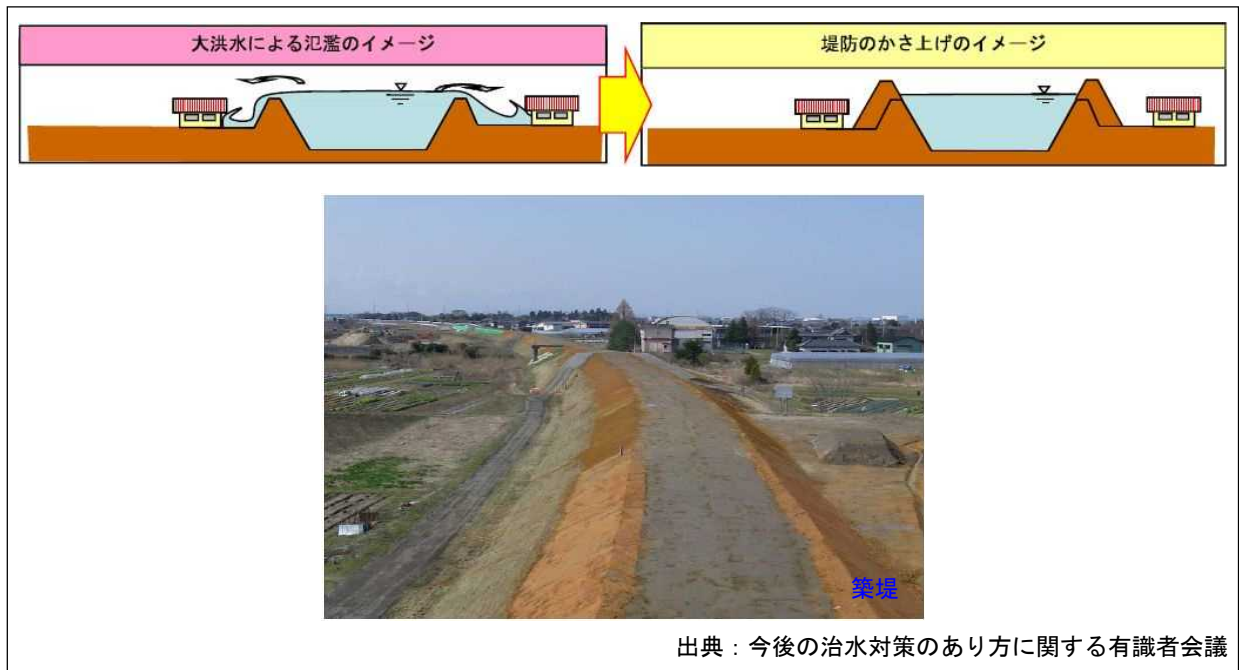 大洪水による氾濫のイメージ
堤防のかさ上げのイメージ
築堤
出典：今後の治水対策のあり方に関する有識者会議